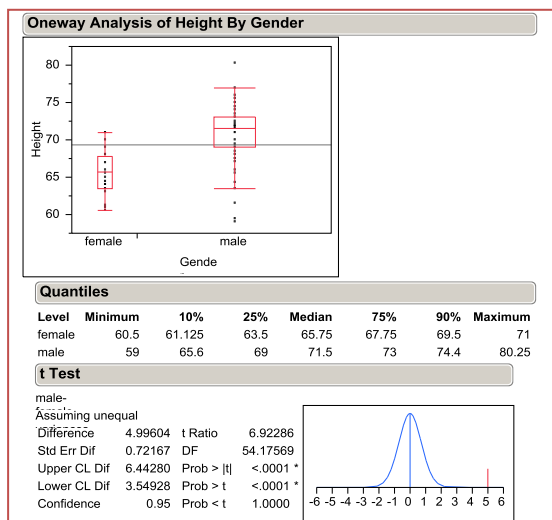 Oneway Analysis of Height By Gender
80
75
70
65
60
Height
female male
Gende
Quantiles
Level Minimum 10% 25% Median 75% 90% Maximum
female 60.5 61.125 63.5 65.75 67.75 69.5 71
male 59 65.6 69 71.5 73 74.4 80.25
t Test
male-
Assuming unequal
Difference 4.99604 t Ratio 6.92286
Std Err Dif 0.72167 DF 54.17569
Upper CL Dif 6.44280 Prob > |t| <.0001 *
Lower CL Dif 3.54928 Prob > t <.0001 *
Confidence 0.95 Prob < t 1.0000
-6 -5 -4 -3 -2 -1 0 1 2 3 4 5 6